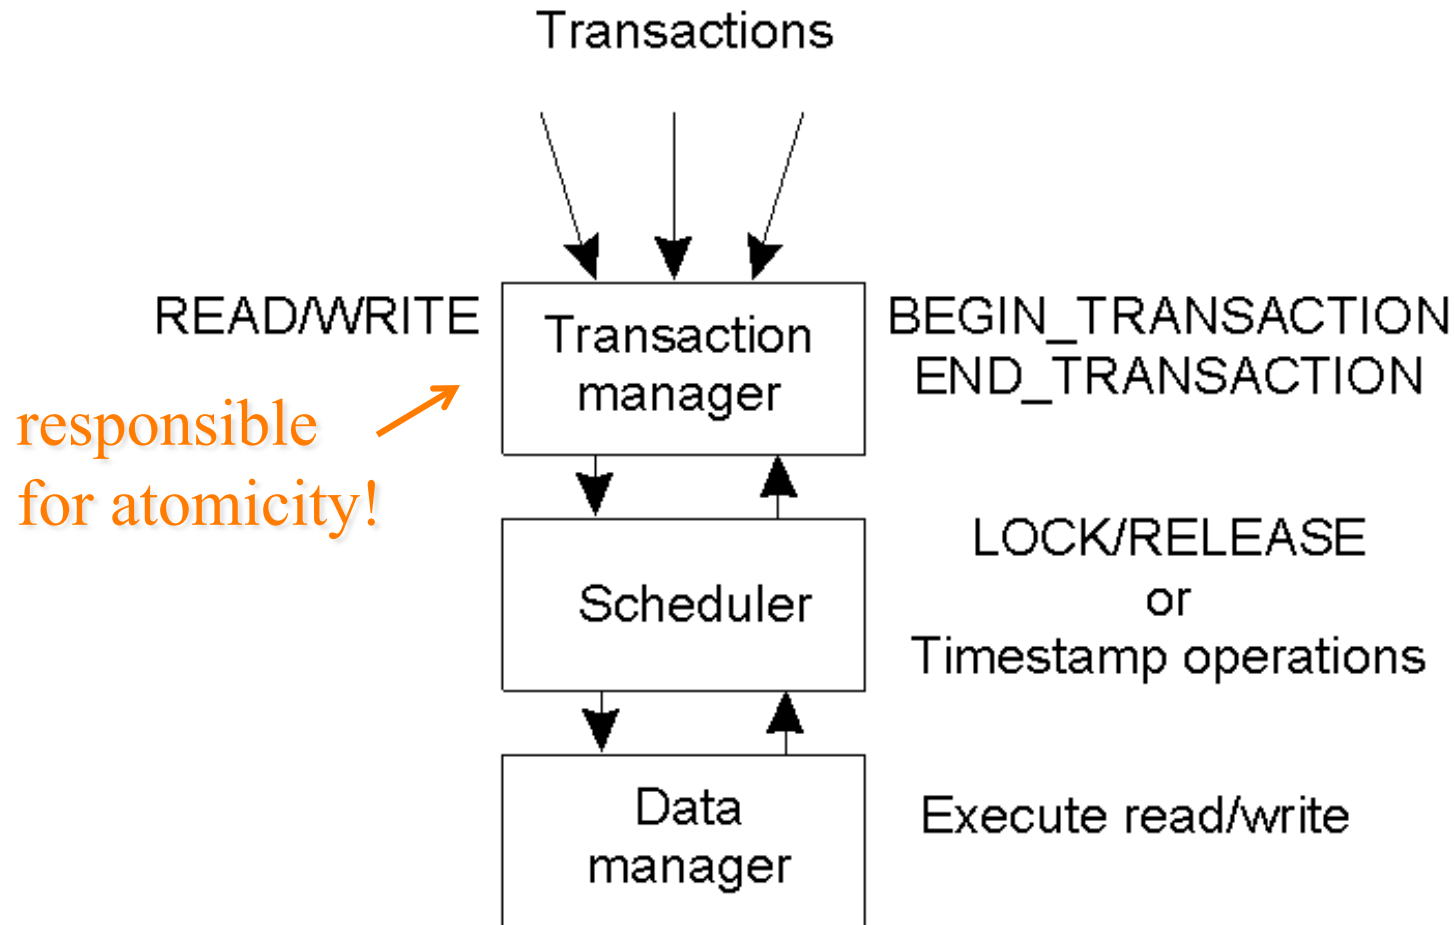 Transactions
READ/WRITE
Transaction
manager
BEGIN_TRANSACTION
END_TRANSACTION
responsible
for atomicity!
Scheduler
LOCK/RELEASE
or
Timestamp operations
Data
manager
Execute read/write